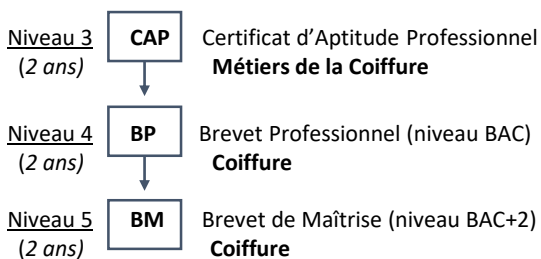 Niveau 3 CAP Certificat d’Aptitude Professionnel
(2 ans) Métiers de la Coiffure
Niveau 4 BP Brevet Professionnel (niveau BAC)
(2 ans) Coiffure
Niveau 5 BM Brevet de Maîtrise (niveau BAC+2)
(2 ans) Coiffure